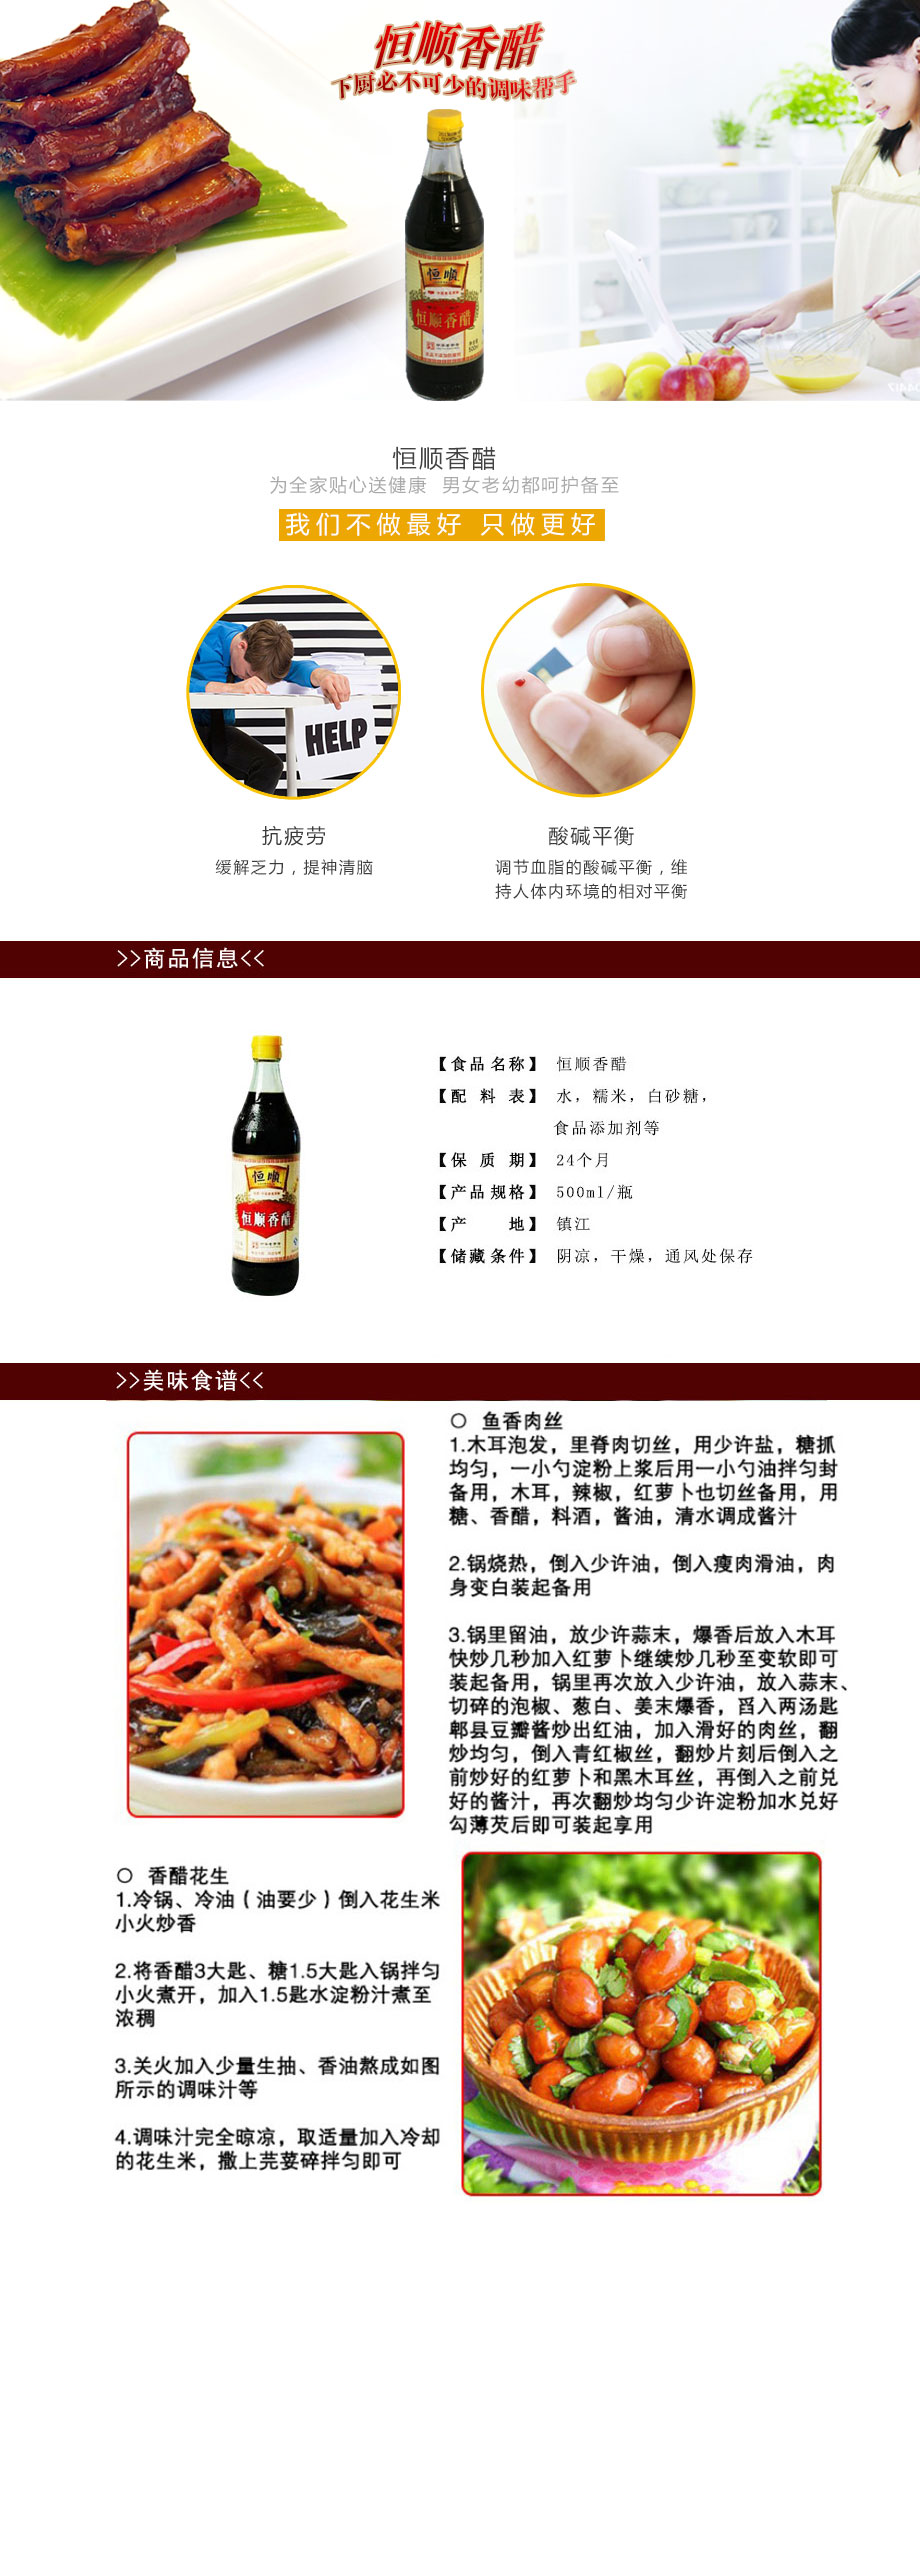 恒顺香醋
下厨必不可少的调味帮手
恒順
恒顺香醋
恒顺香醋
为全家贴心送健康 男女老幼都呵护备至
我们不做最好 只做更好
HELP
抗疲劳
缓解乏力，提神清脑
酸碱平衡
调节血脂的酸碱平衡，维
持人体内环境的相对平衡
>>商品信息<<
恒順
恒顺香醋
【食品名称】 恒顺香醋
【配 料 表】 水，糯米，白砂糖，
食品添加剂等
【保 质 期】 24个月
【产品规格】 500ml/瓶
【产 地】 镇江
【储藏条件】 阴凉，干燥，通风处保存
>>美味食谱<<
〇 鱼香肉丝
1.木耳泡发，里脊肉切丝，用少许盐，糖抓
均匀，一小勺淀粉上浆后用一小勺油拌匀封
备用，木耳，辣椒，红萝卜也切丝备用，用
糖、香醋，料酒，酱油，清水调成酱汁
2.锅烧热，倒入少许油，倒入瘦肉滑油，肉
身变白装起备用
3.锅里留油，放少许蒜末，爆香后放入木耳
快炒几秒加入红萝卜继续炒几秒至变软即可
装起备用，锅里再次放入少许油，放入蒜末、
切碎的泡椒、葱白、姜末爆香，舀入两汤匙
郫县豆瓣酱炒出红油，加入滑好的肉丝，翻
炒均匀，倒入青红椒丝，翻炒片刻后倒入之
前炒好的红萝卜和黑木耳丝，再倒入之前兑
好的酱汁，再次翻炒均匀少许淀粉加水兑好
勾薄芡后即可装起享用
〇 香醋花生
1.冷锅、冷油（油要少）倒入花生米
小火炒香
2.将香醋3大匙、糖1.5大匙入锅拌匀
小火煮开，加入1.5匙水淀粉汁煮至
浓稠
3.关火加入少量生抽、香油熬成如图
所示的调味汁等
4.调味汁完全晾凉，取适量加入冷却
的花生米，撒上芫荽碎拌匀即可